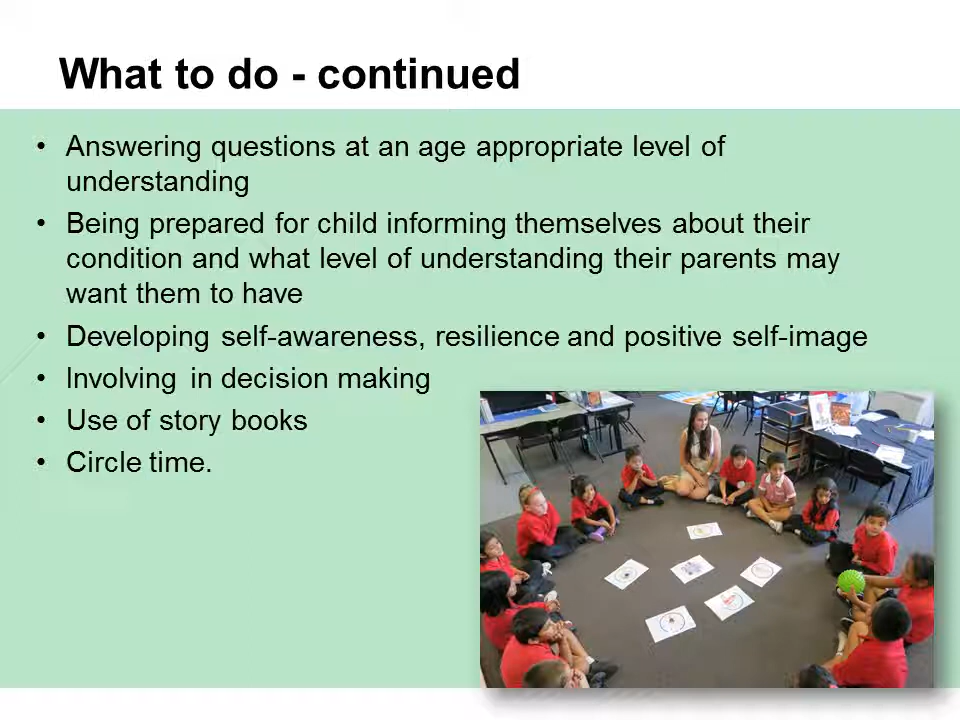 What to do - continued
• Answering questions at an age appropriate level of
understanding
• Being prepared for child informing themselves about their
condition and what level of understanding their parents may
want them to have
• Developing self-awareness, resilience and positive self-image
• Involving in decision making
• Use of story books
• Circle time.